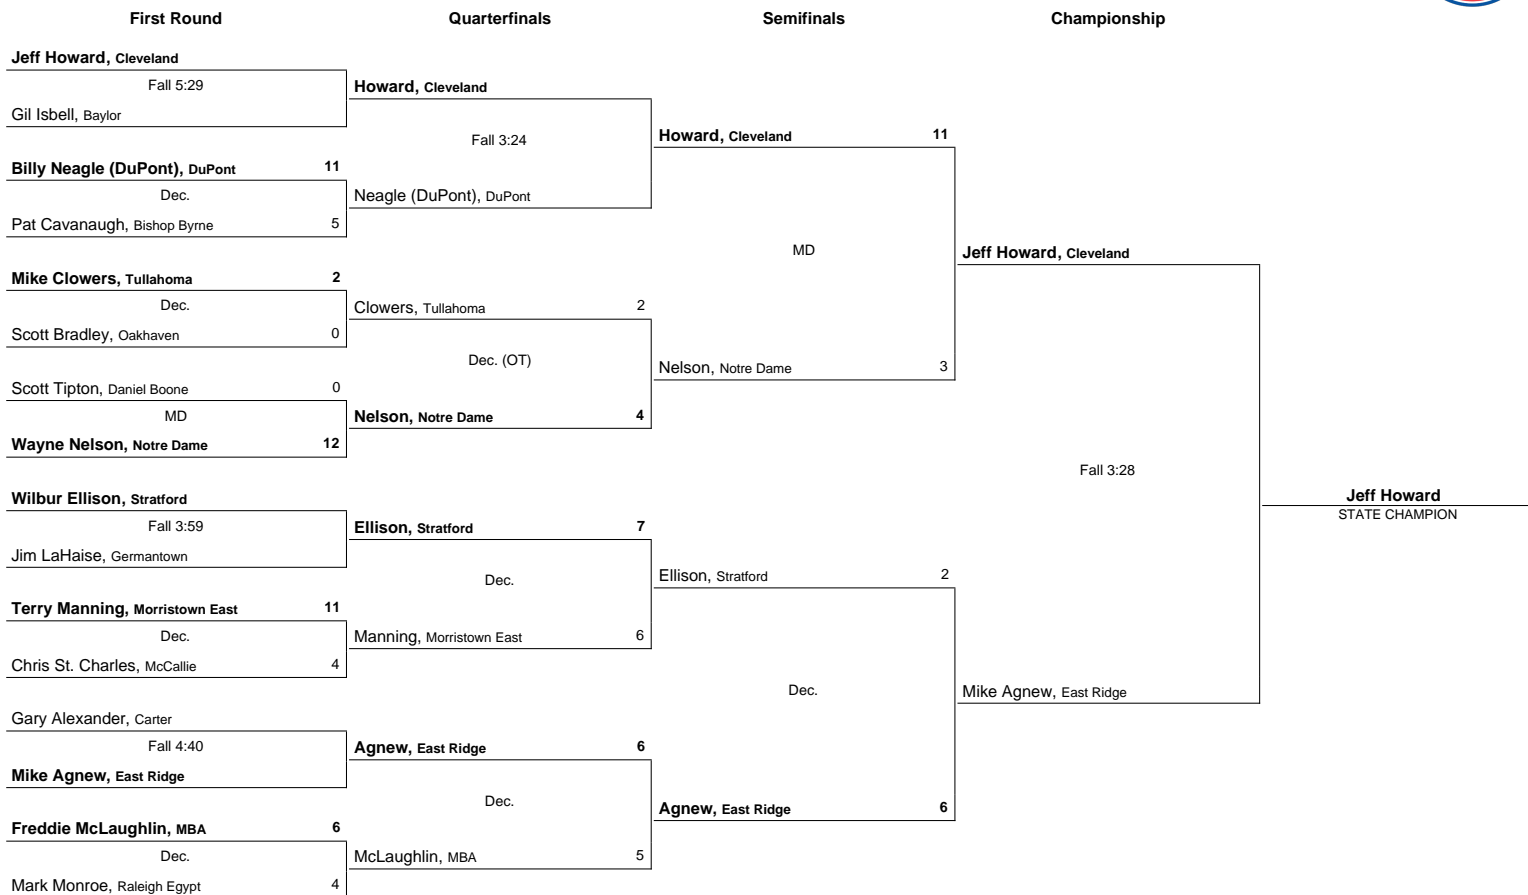 First Round Quarterfinals Semifinals Championship
Jeff Howard, Cleveland
Fall 5:29
Gil Isbell, Baylor
Billy Neagle (DuPont), DuPont 11
Dec.
Pat Cavanaugh, Bishop Byrne 5
Mike Clowers, Tullahoma 2
Dec.
Scott Bradley, Oakhaven 0
Scott Tipton, Daniel Boone 0
MD
Wayne Nelson, Notre Dame 12
Wilbur Ellison, Stratford
Fall 3:59
Jim LaHaise, Germantown
Terry Manning, Morristown East 11
Dec.
Chris St. Charles, McCallie 4
Gary Alexander, Carter
Fall 4:40
Mike Agnew, East Ridge
Freddie McLaughlin, MBA 6
Dec.
Mark Monroe, Raleigh Egypt 4
Howard, Cleveland
Fall 3:24
Neagle (DuPont), DuPont
Clowers, Tullahoma 2
Dec. (OT)
Nelson, Notre Dame 4
Ellison, Stratford 7
Dec.
Manning, Morristown East 6
Agnew, East Ridge 6
Dec.
McLaughlin, MBA 5
Howard, Cleveland 11
MD
Nelson, Notre Dame 3
Ellison, Stratford 2
Dec.
Agnew, East Ridge 6
Jeff Howard, Cleveland
Fall 3:28
Mike Agnew, East Ridge
Jeff Howard
STATE CHAMPION